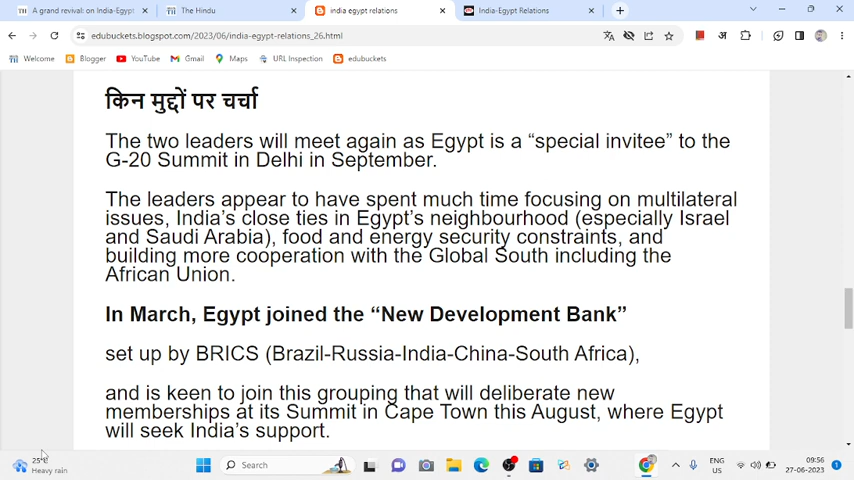 A grand revival: on India-Egypt
The Hindu
india egypt relations
India-Egypt Relations
edubuckets.blogspot.com/2023/06/india-egypt-relations_26.html
Welcome
Blogger
YouTube
Gmail
Maps
URL Inspection
edubuckets
किन मुद्दों पर चर्चा
The two leaders will meet again as Egypt is a “special invitee” to the
G-20 Summit in Delhi in September.
The leaders appear to have spent much time focusing on multilateral
issues, India’s close ties in Egypt’s neighbourhood (especially Israel
and Saudi Arabia), food and energy security constraints, and
building more cooperation with the Global South including the
African Union.
In March, Egypt joined the “New Development Bank”
set up by BRICS (Brazil-Russia-India-China-South Africa),
and is keen to join this grouping that will deliberate new
memberships at its Summit in Cape Town this August, where Egypt
will seek India’s support.
25°C
Heavy rain
Search
ENG
US
09:56
27-06-2023